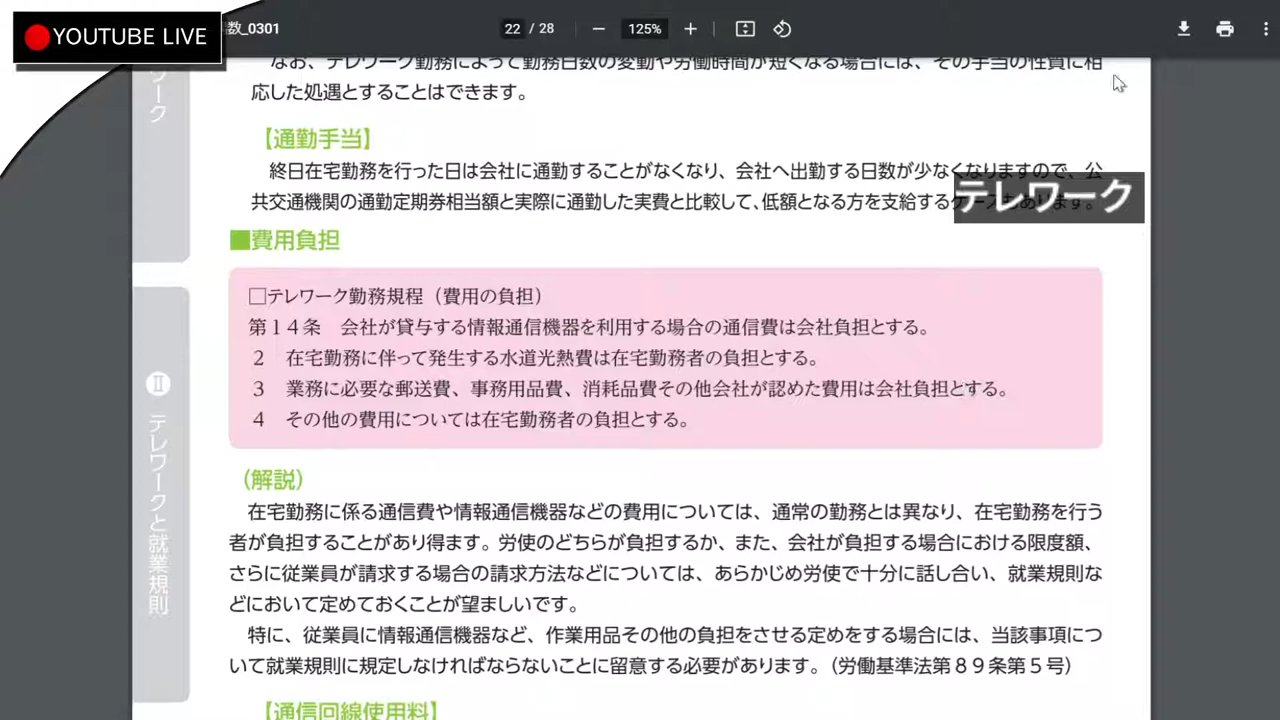 YOUTUBE LIVE
数_0301
22 / 28
125%
なお、テレワーク勤務によって勤務日数の変動や労働時間が短くなる場合には、その手当の性質に相
応した処遇とすることはできます。
【通勤手当】
終日在宅勤務を行った日は会社に通勤することがなくなり、会社へ出勤する日数が少なくなりますので、公
共交通機関の通勤定期券相当額と実際に通勤した実費と比較して、低額となる方を支給するケースもあります。
テレワーク
■費用負担
□テレワーク勤務規程（費用の負担）
第１４条　会社が貸与する情報通信機器を利用する場合の通信費は会社負担とする。
２　在宅勤務に伴って発生する水道光熱費は在宅勤務者の負担とする。
３　業務に必要な郵送費、事務用品費、消耗品費その他会社が認めた費用は会社負担とする。
４　その他の費用については在宅勤務者の負担とする。
（解説）
在宅勤務に係る通信費や情報通信機器などの費用については、通常の勤務とは異なり、在宅勤務を行う
者が負担することがあり得ます。労使のどちらが負担するか、また、会社が負担する場合における限度額、
さらに従業員が請求する場合の請求方法などについては、あらかじめ労使で十分に話し合い、就業規則な
どにおいて定めておくことが望ましいです。
特に、従業員に情報通信機器など、作業用品その他の負担をさせる定めをする場合には、当該事項につ
いて就業規則に規定しなければならないことに留意する必要があります。（労働基準法第８９条第５号）
【通信回線使用料】
ワーク
Ⅱ
テレワークと就業規則